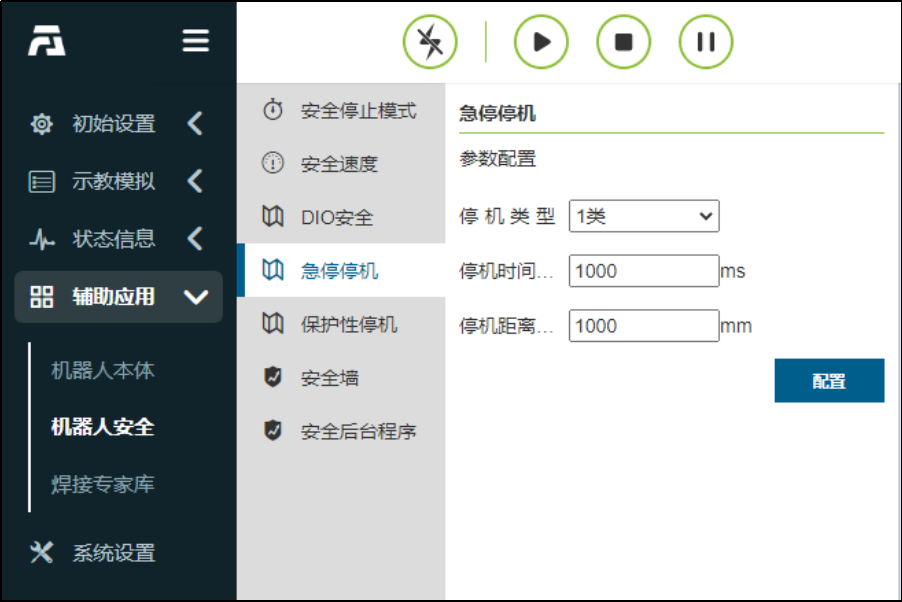 初始设置
示教模拟
状态信息
辅助应用
机器人本体
机器人安全
焊接专家库
系统设置
安全停止模式
安全速度
DIO安全
急停停机
保护性停机
安全墙
安全后台程序
急停停机
参数配置
停机类型 1类
停机时间... 1000 ms
停机距离... 1000 mm
配置